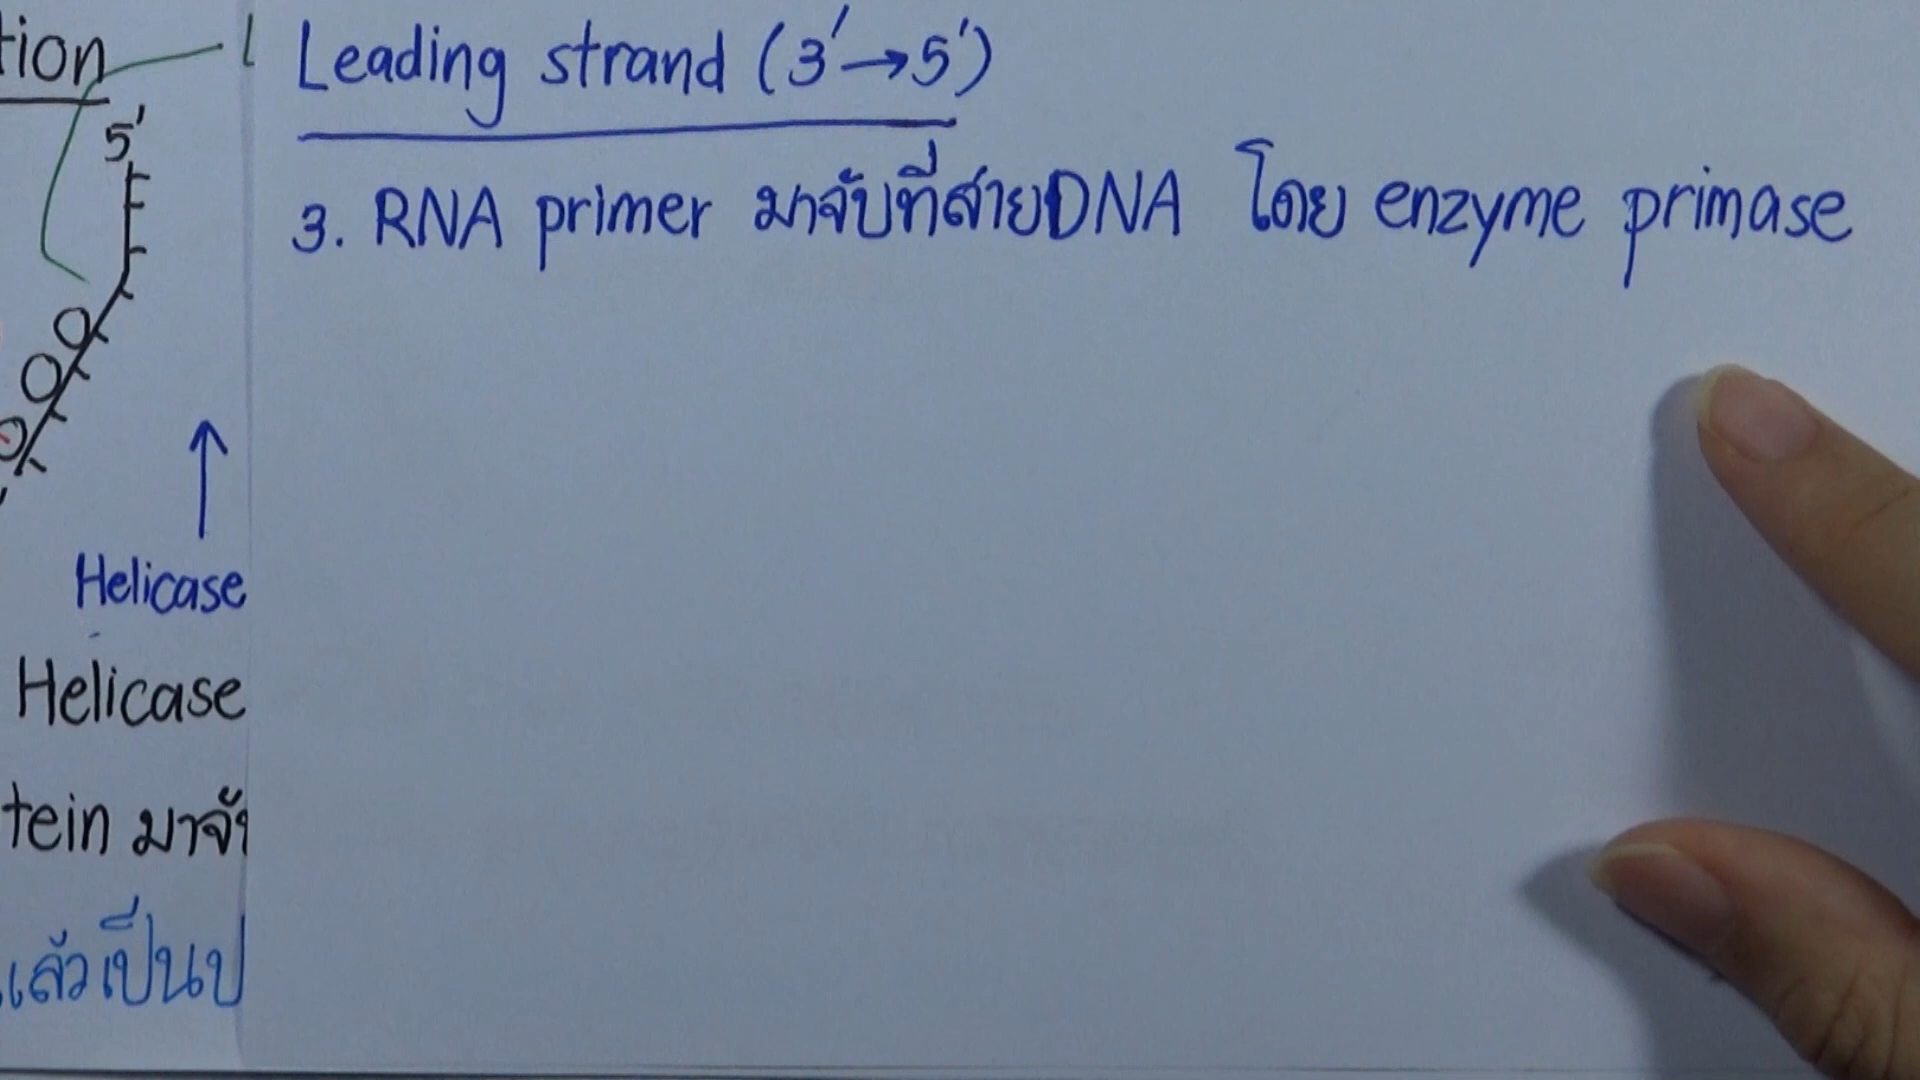 tion
5'
Helicase
Helicase
tein มาจั
แล้วเป็นป
Leading strand (3'→5')
3. RNA primer มาจับที่สายDNA โดย enzyme primase